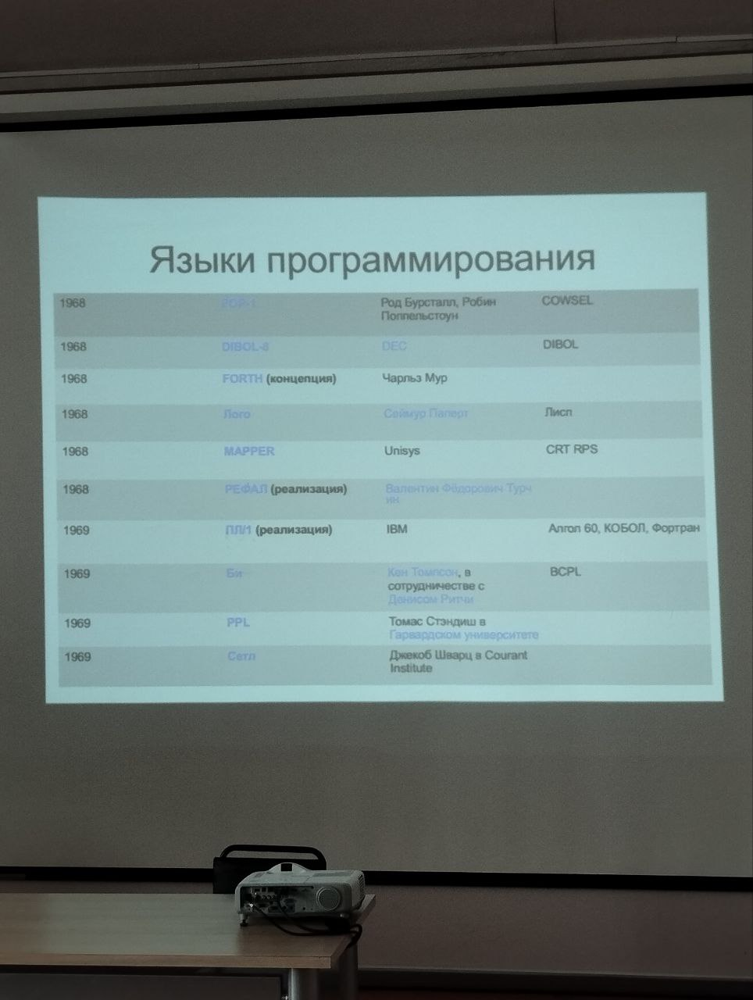 Языки программирования
1968 POP-1 Род Бурсталл, Робин COWSEL
Поппельстоун
1968 DIBOL-8 DEC DIBOL
1968 FORTH (концепция) Чарльз Мур
1968 Лого Сеймур Паперт Лисп
1968 MAPPER Unisys CRT RPS
1968 РЕФАЛ (реализация) Валентин Фёдорович Турч
ин
1969 ПЛ/1 (реализация) IBM Алгол 60, КОБОЛ, Фортран
1969 Би Кен Томпсон, в BCPL
сотрудничестве с
Денисом Ритчи
1969 PPL Томас Стэндиш в
Гарвардском университете
1969 Сетл Джекоб Шварц в Courant
Institute